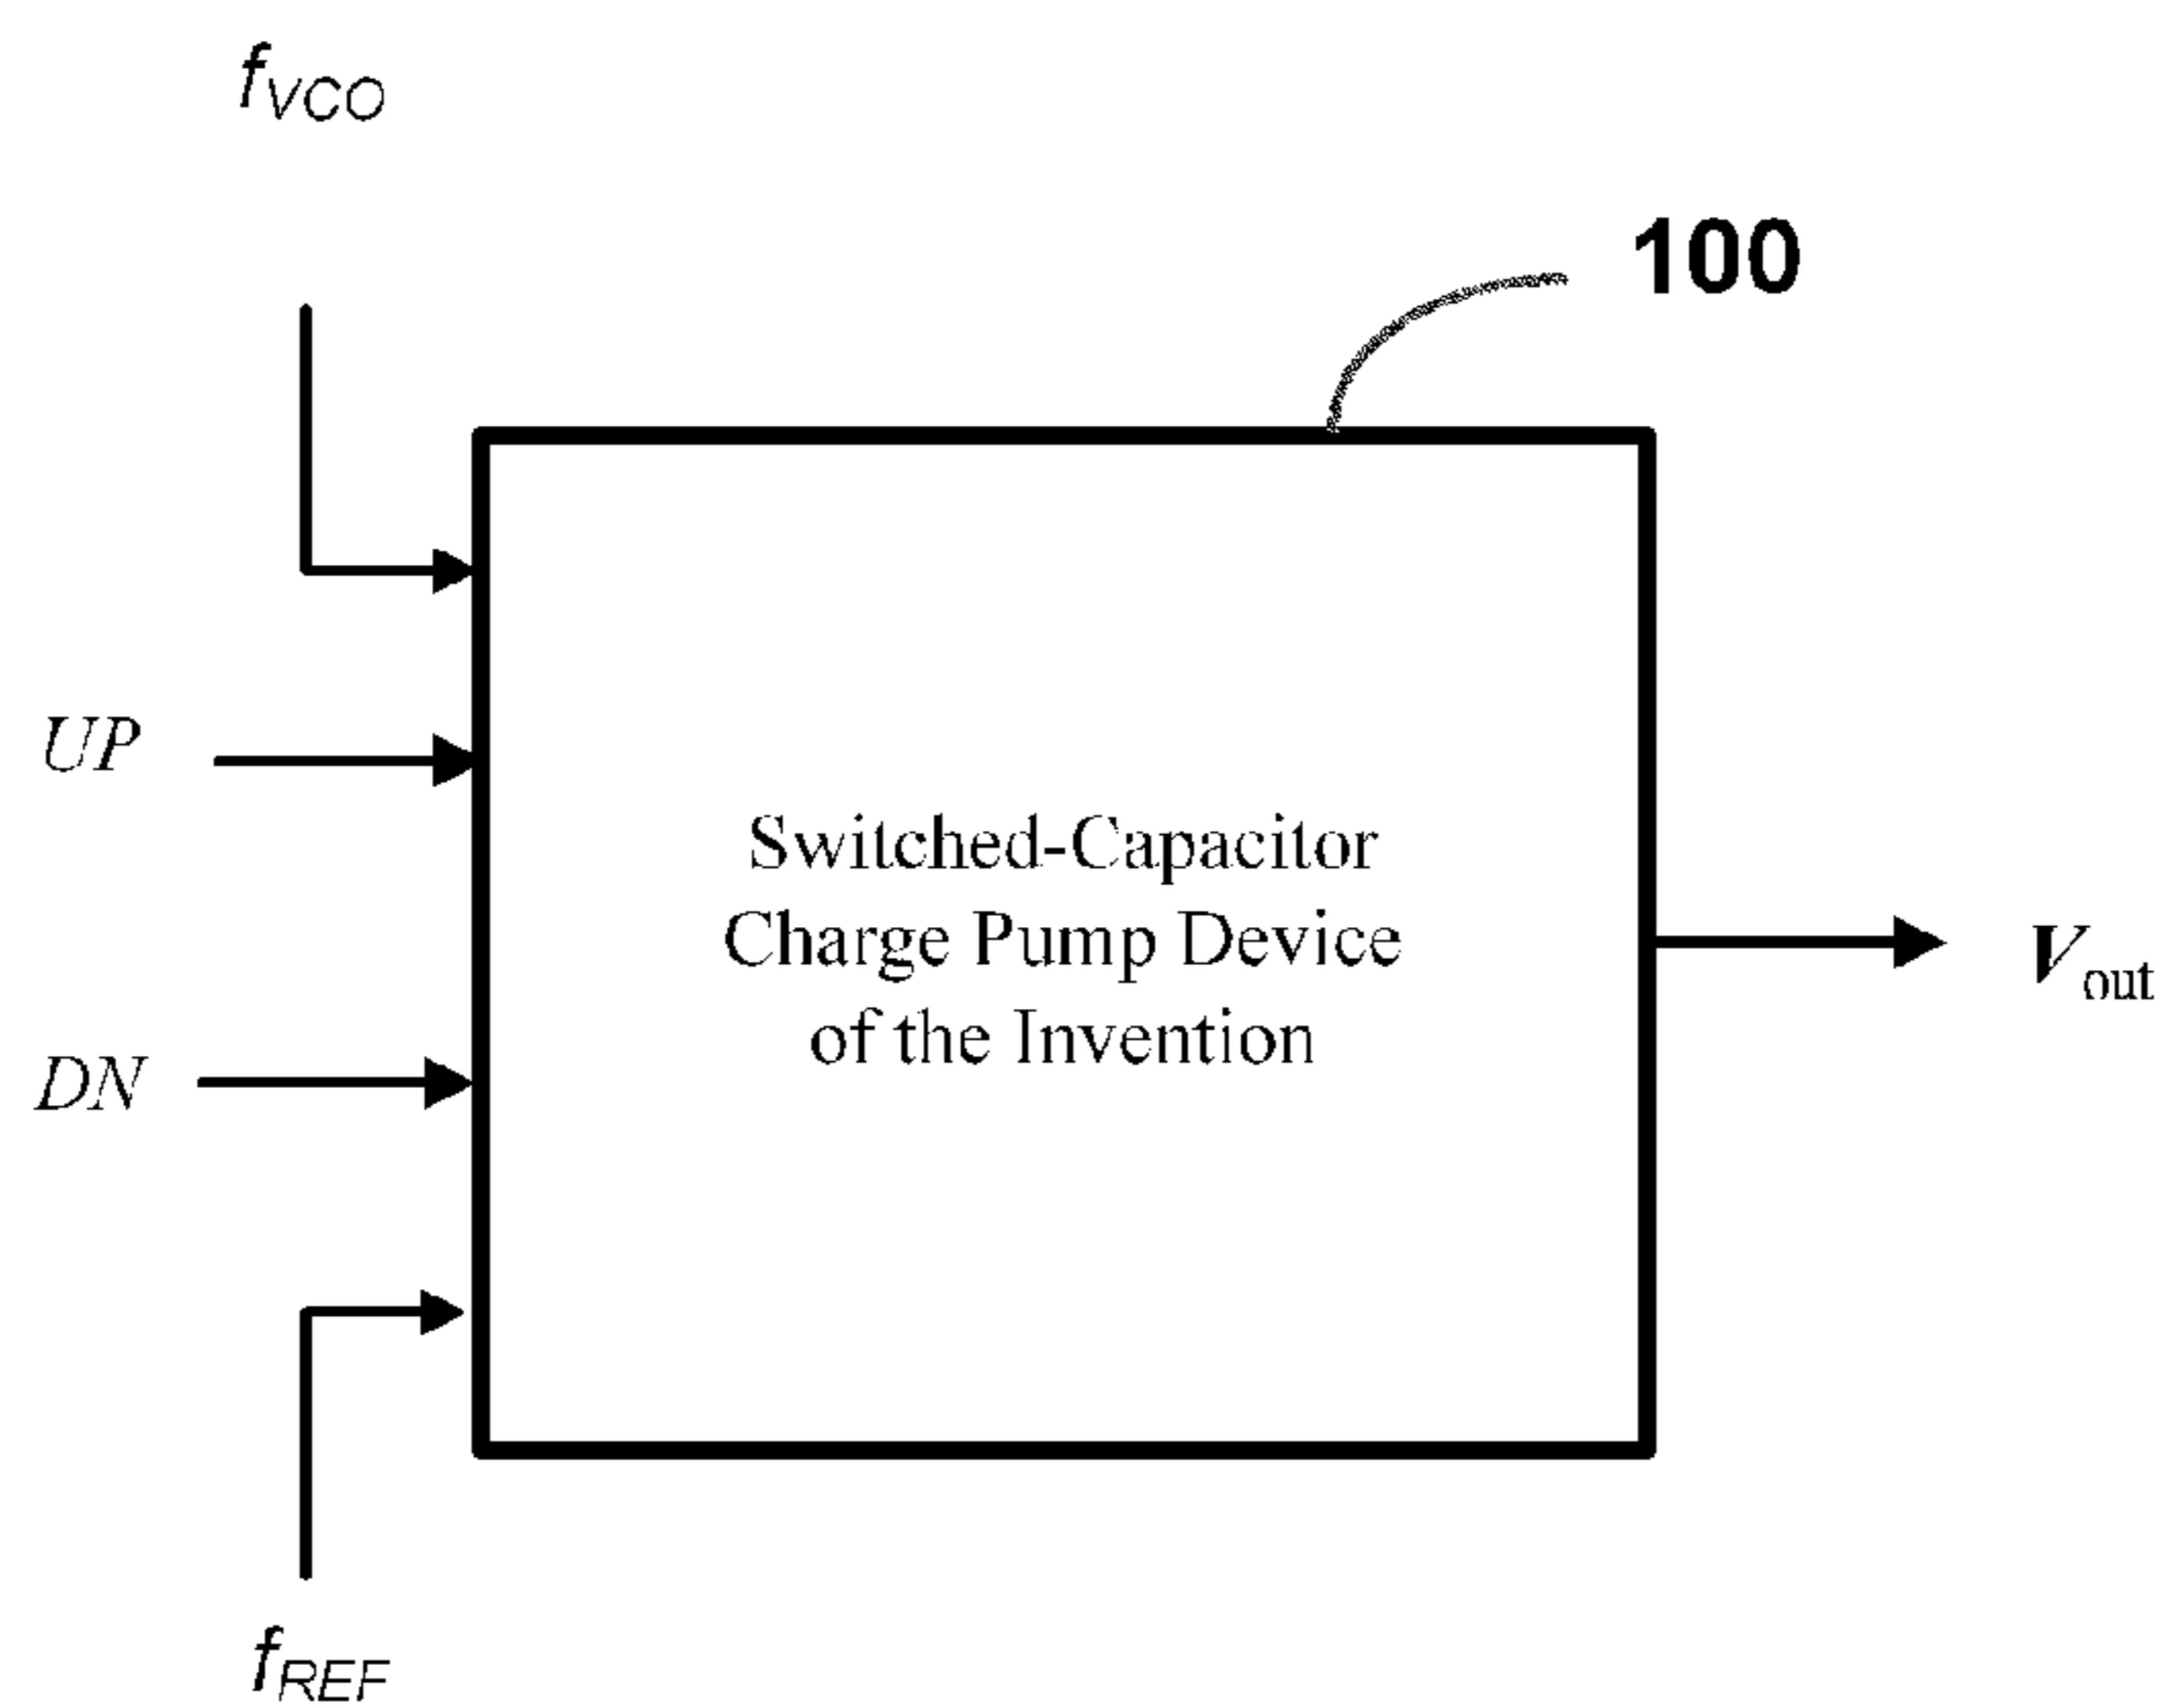 fVCO
100
UP
Switched-Capacitor
Charge Pump Device
of the Invention
Vout
DN
fREF